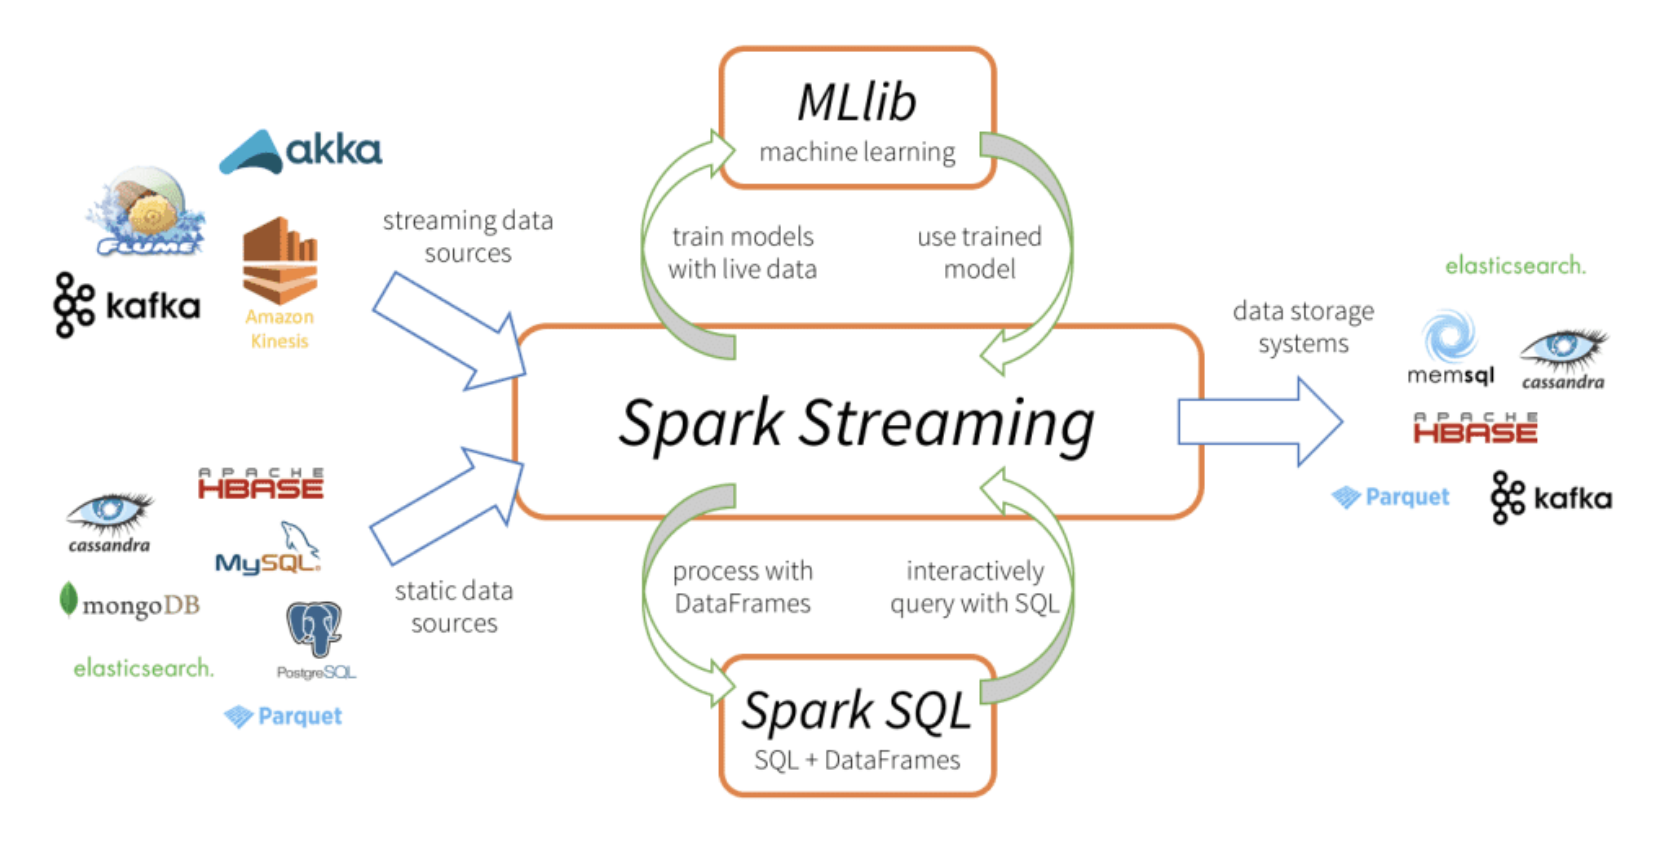 MLlib
machine learning
akka
FLUME
kafka
Amazon
Kinesis
streaming data
sources
train models
with live data
use trained
model
Spark Streaming
data storage
systems
elasticsearch.
memsql
cassandra
APACHE
HBASE
Parquet
kafka
APACHE
HBASE
cassandra
MySQL®
mongoDB
PostgreSQL
elasticsearch.
Parquet
static data
sources
process with
DataFrames
interactively
query with SQL
Spark SQL
SQL + DataFrames